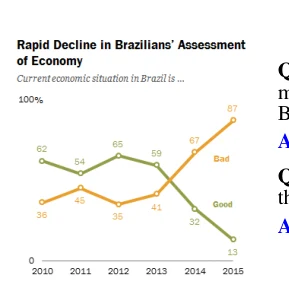 Rapid Decline in Brazilians' Assessment
of Economy
Current economic situation in Brazil is ...
100%
87
67
62
65
59
54
Bad
45
41
36
35
32
Good
13
0
2010 2011 2012 2013 2014 2015
Q
m
B
A
Q
th
A